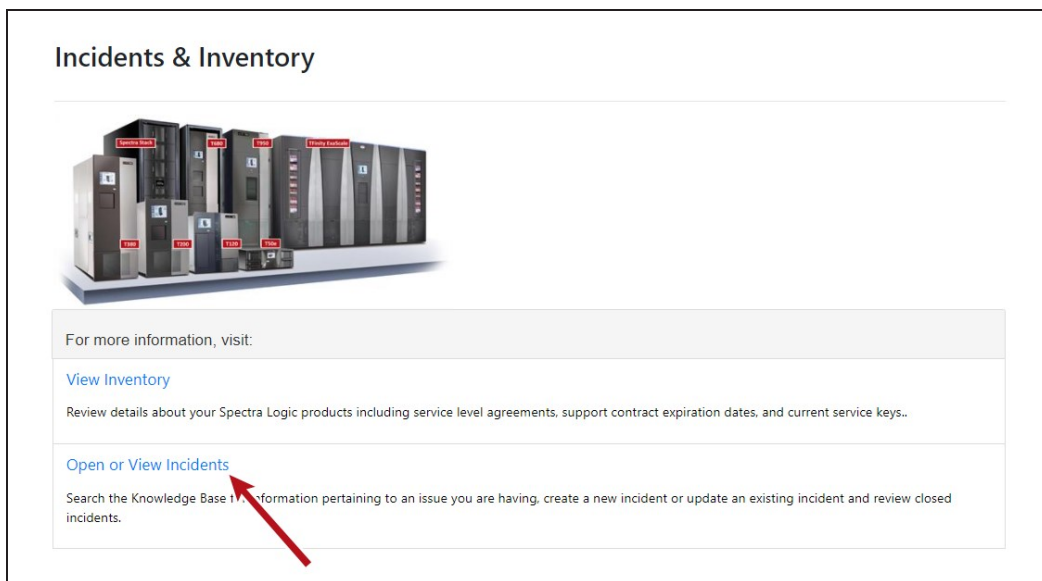 Incidents & Inventory
Spectra Stack
T680
T950
TFinity ExaScale
T380
T200
T120
T50e
For more information, visit:
View Inventory
Review details about your Spectra Logic products including service level agreements, support contract expiration dates, and current service keys..
Open or View Incidents
Search the Knowledge Base information pertaining to an issue you are having, create a new incident or update an existing incident and review closed
incidents.